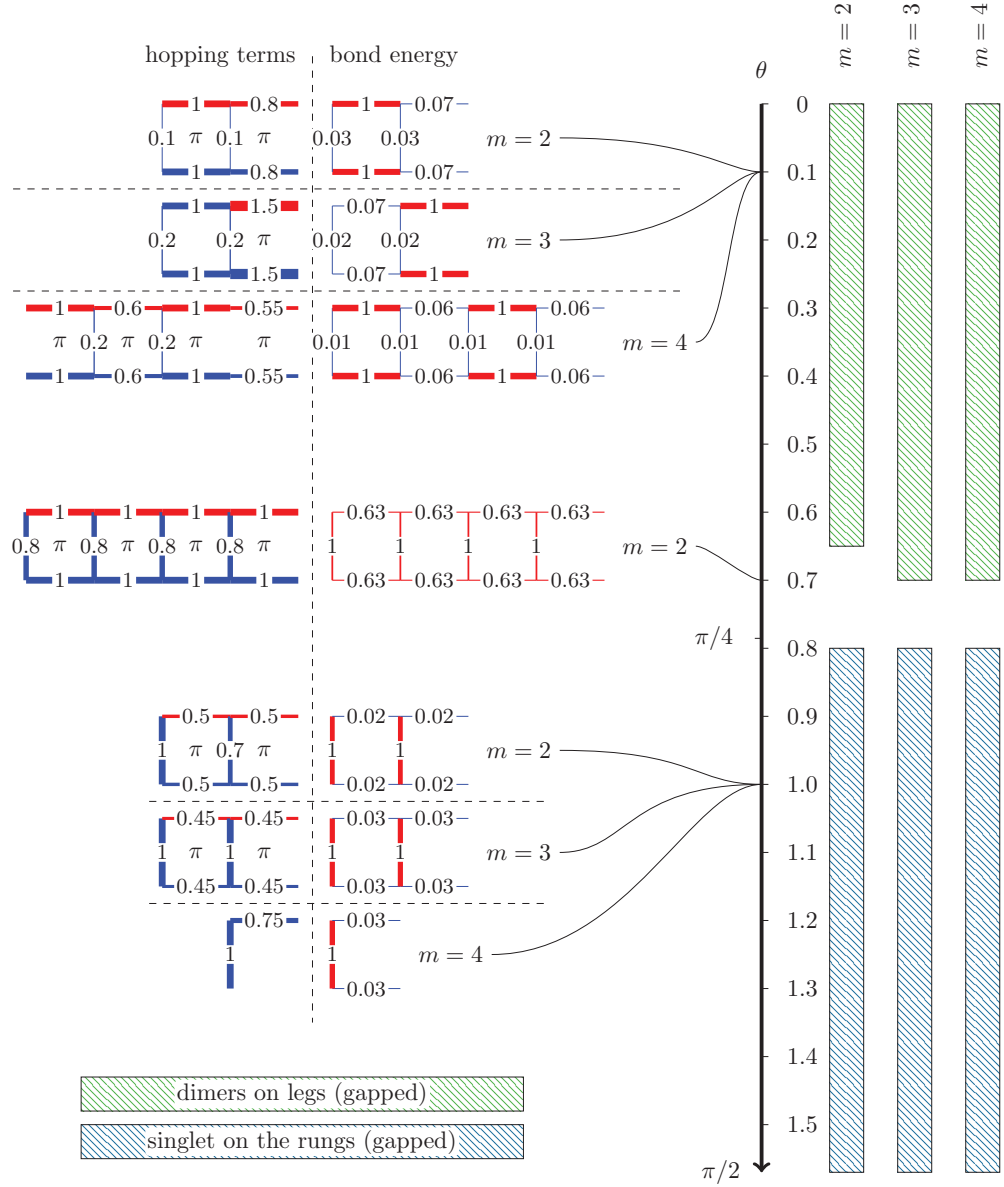 m = 2 m = 3 m = 4
hopping terms bond energy
θ
1 0.8 1 0.07 0
0.1 π 0.1 π 0.03 0.03 m = 2
1 0.8 1 0.07 0.1
1 1.5 0.07 1
0.2 0.2 π 0.02 0.02 m = 3 0.2
1 1.5 0.07 1
1 0.6 1 0.55 1 0.06 1 0.06 0.3
π 0.2 π 0.2 π π 0.01 0.01 0.01 0.01 m = 4
1 0.6 1 0.55 1 0.06 1 0.06 0.4
0.5
1 1 1 1 0.63 0.63 0.63 0.63 0.6
0.8 π 0.8 π 0.8 π 0.8 π 1 1 1 1 m = 2
1 1 1 1 0.63 0.63 0.63 0.63 0.7
π/4
0.8
0.5 0.5 0.02 0.02 0.9
1 π 0.7 π 1 1 m = 2
0.5 0.5 0.02 0.02 1.0
0.45 0.45 0.03 0.03
1 π 1 π 1 1 m = 3 1.1
0.45 0.45 0.03 0.03
0.75 0.03 1.2
1 1 m = 4
0.03 1.3
1.4
dimers on legs (gapped)
1.5
singlet on the rungs (gapped)
π/2